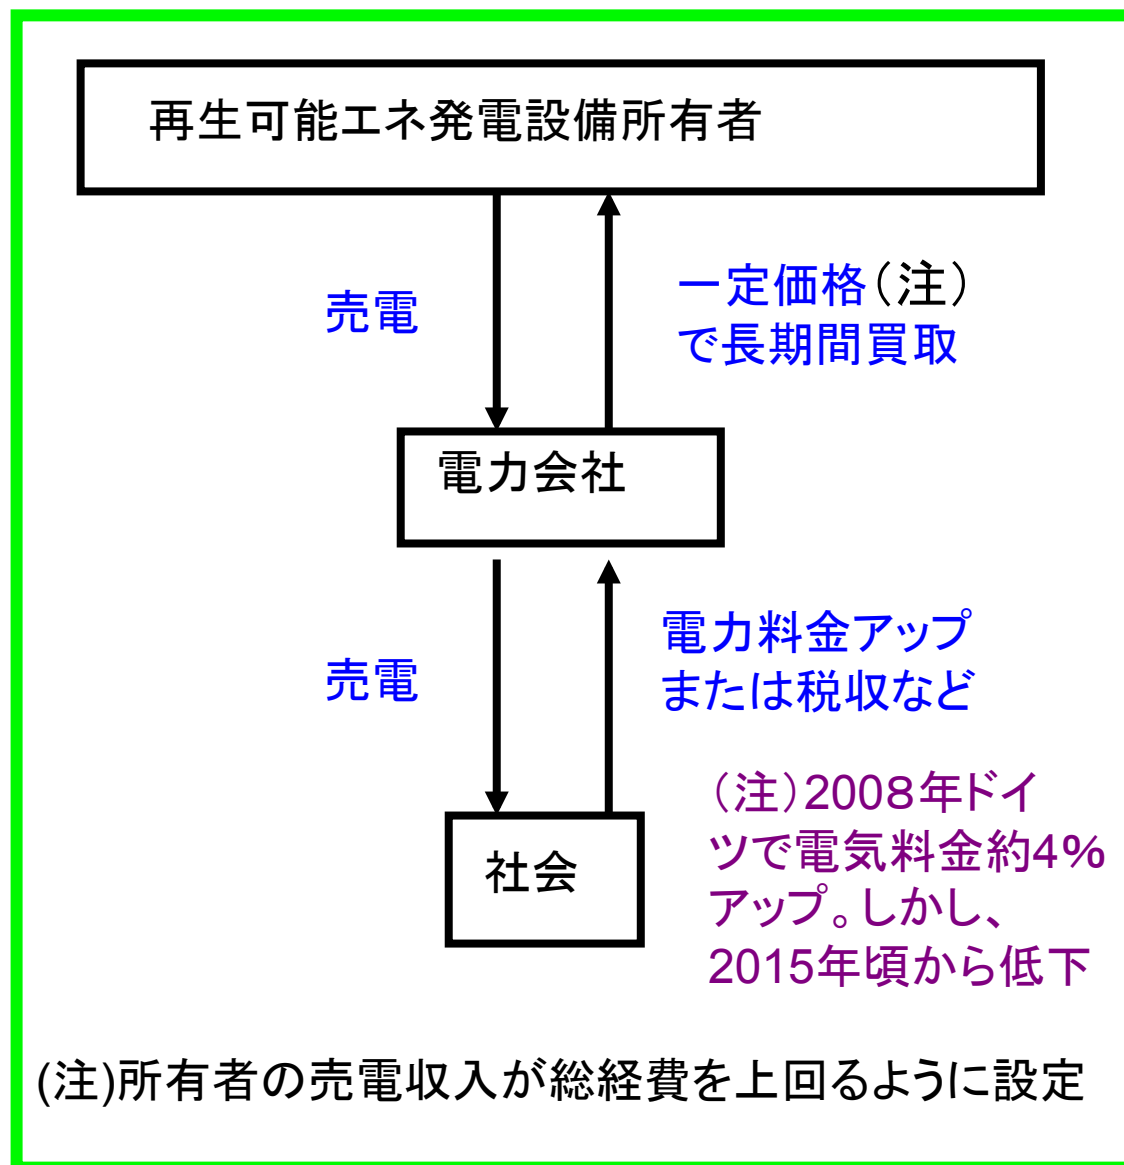 再生可能エネ発電設備所有者
売電
一定価格(注)
で長期間買取
電力会社
売電
電力料金アップ
または税収など
社会
(注)2008年ドイ
ツで電気料金約4%
アップ。しかし、
2015年頃から低下
(注)所有者の売電収入が総経費を上回るように設定